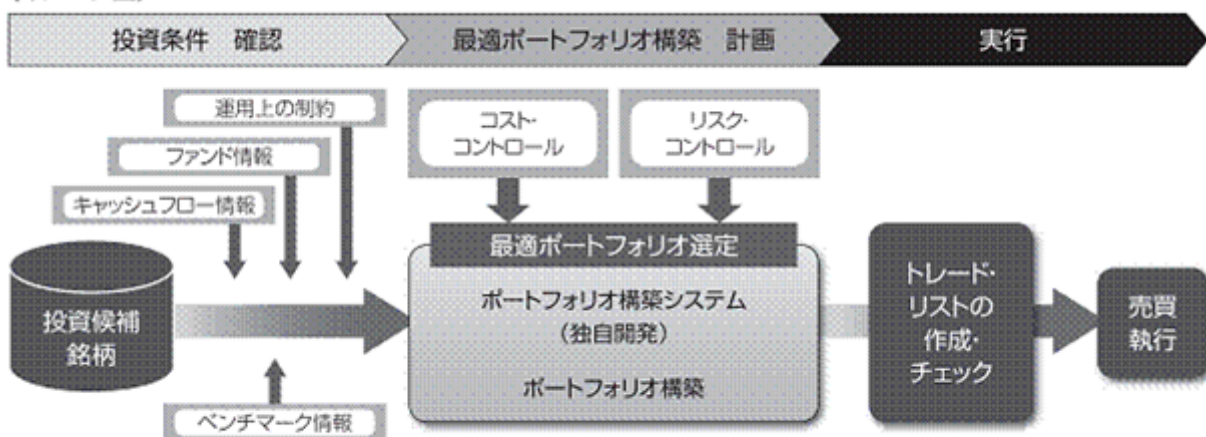 投資条件 確認
最適ポートフォリオ構築 計画
実行
運用上の制約
ファンド情報
キャッシュフロー情報
コスト・
コントロール
リスク・
コントロール
投資候補
銘柄
最適ポートフォリオ選定
ポートフォリオ構築システム
（独自開発）
ポートフォリオ構築
トレード・
リストの
作成・
チェック
売買
執行
ベンチマーク情報